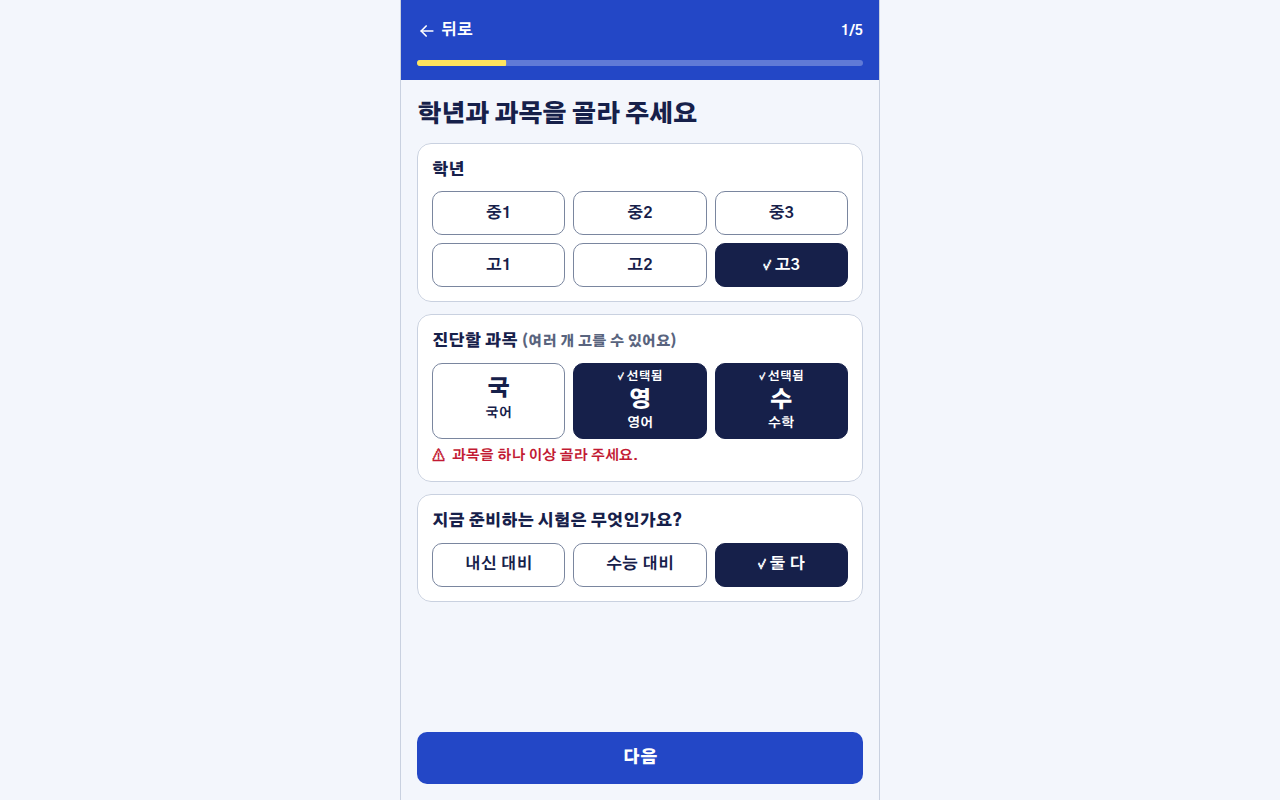 ← 뒤로 1/5
학년과 과목을 골라 주세요
학년
중1 중2 중3
고1 고2 ✓고3
진단할 과목 (여러 개 고를 수 있어요)
✓선택됨 ✓선택됨
국 영 수
국어 영어 수학
⚠ 과목을 하나 이상 골라 주세요.
지금 준비하는 시험은 무엇인가요?
내신 대비 수능 대비 ✓둘 다
다음